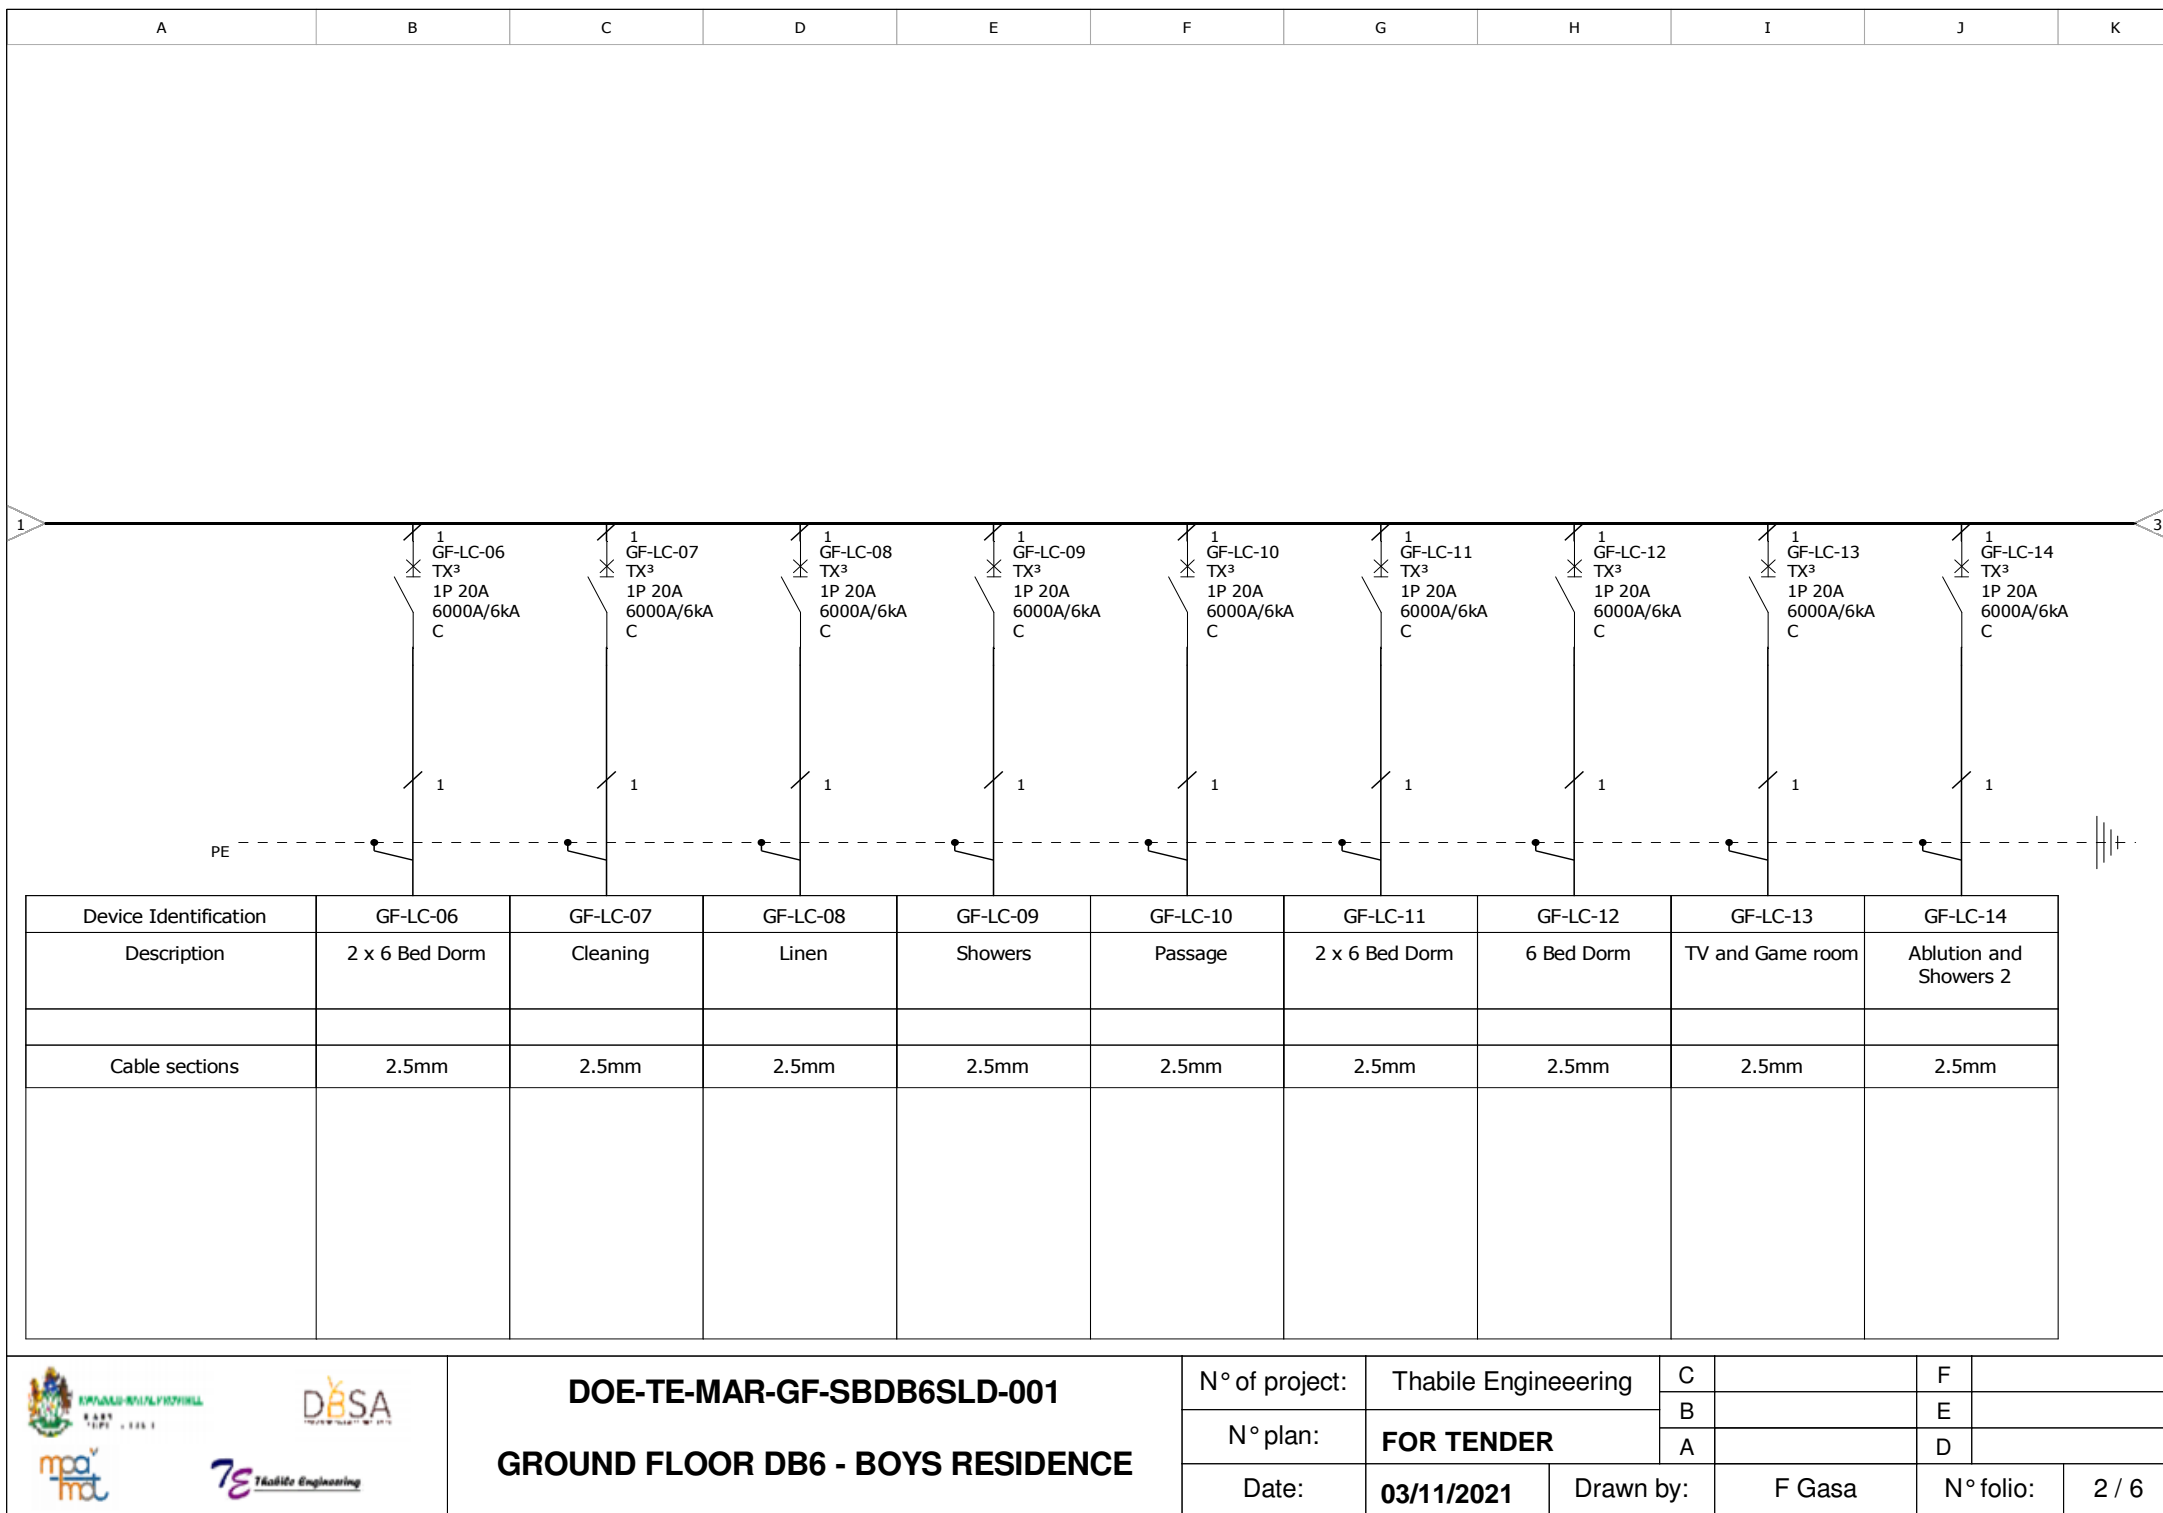 A B C D E F G H I J K
1 3
1 1 1 1 1 1 1 1 1
GF-LC-06 GF-LC-07 GF-LC-08 GF-LC-09 GF-LC-10 GF-LC-11 GF-LC-12 GF-LC-13 GF-LC-14
TX³ TX³ TX³ TX³ TX³ TX³ TX³ TX³ TX³
1P 20A 1P 20A 1P 20A 1P 20A 1P 20A 1P 20A 1P 20A 1P 20A 1P 20A
6000A/6kA 6000A/6kA 6000A/6kA 6000A/6kA 6000A/6kA 6000A/6kA 6000A/6kA 6000A/6kA 6000A/6kA
C C C C C C C C C
1 1 1 1 1 1 1 1 1
PE
Device Identification GF-LC-06 GF-LC-07 GF-LC-08 GF-LC-09 GF-LC-10 GF-LC-11 GF-LC-12 GF-LC-13 GF-LC-14
Description 2 x 6 Bed Dorm Cleaning Linen Showers Passage 2 x 6 Bed Dorm 6 Bed Dorm TV and Game room Ablution and
Showers 2
Cable sections 2.5mm 2.5mm 2.5mm 2.5mm 2.5mm 2.5mm 2.5mm 2.5mm 2.5mm
KWAZULU-NATAL PROVINCE
DBSA
mpa
mdt
TE Thabile Engineering
DOE-TE-MAR-GF-SBDB6SLD-001
GROUND FLOOR DB6 - BOYS RESIDENCE
N° of project: Thabile Engineeering C F
B E
N° plan: FOR TENDER A D
Date: 03/11/2021 Drawn by: F Gasa N° folio: 2 / 6